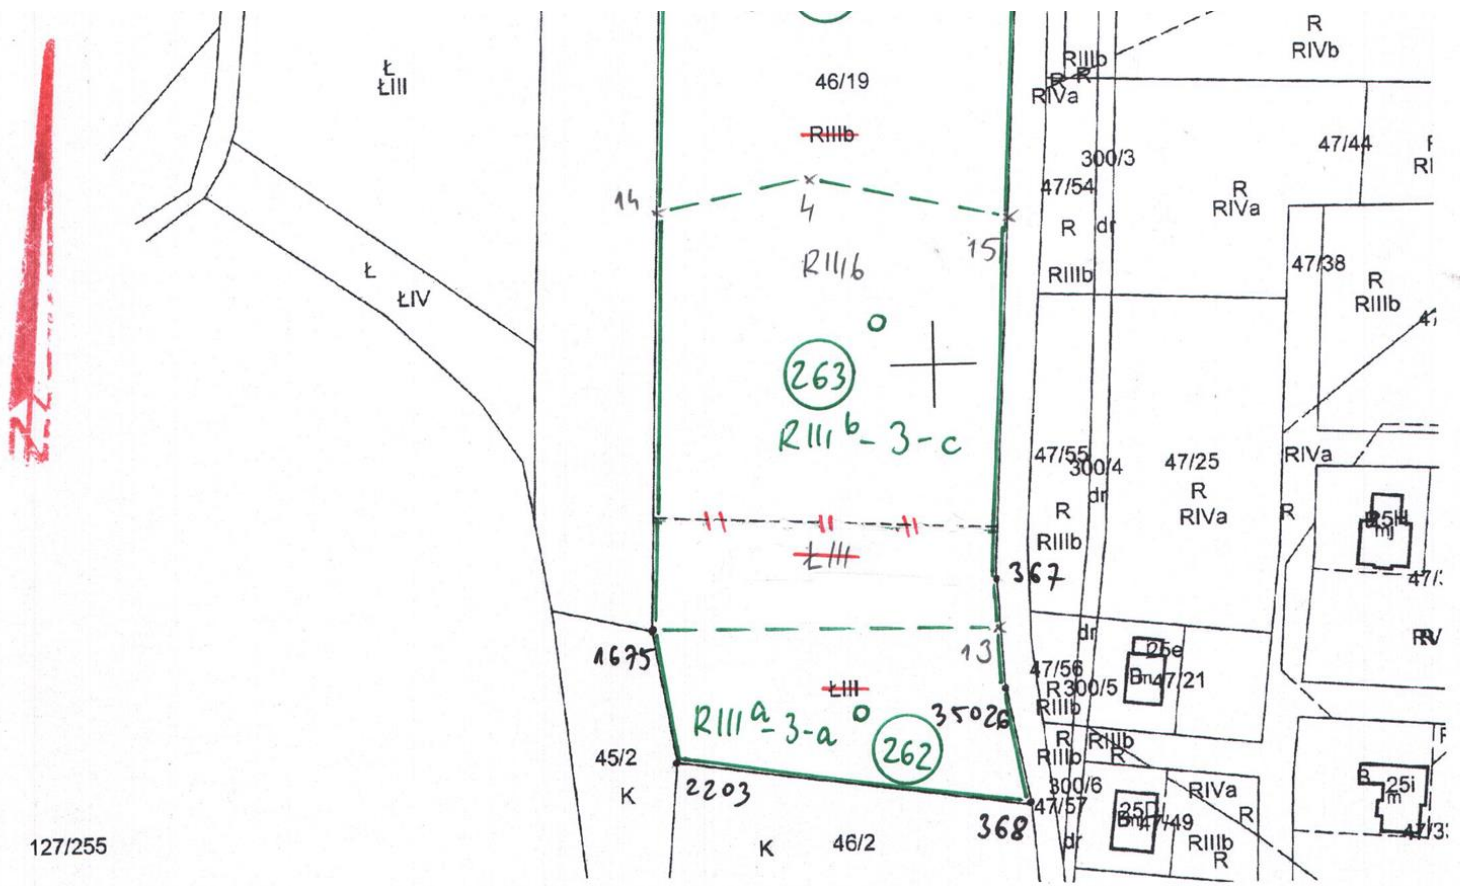 R
RIVb
Ł
ŁIII
RIIIb
R
R
RIVa
46/19
RIIIb
47/44
300/3
47/54
R
RIVa
14
4
15
R
dr
Ł
ŁIV
RIIIb
RIIIb
47/38
R
RIIIb
263
RIIIb-3-c
47/55
300/4
dr
47/25
R
RIVa
RIVa
R
R
RIIIb
ŁIII
mj
367
1675
13
dr
25e
47/56
47/21
R
300/5
RIIIb
ŁIII
RIIIa-3-a
35026
262
R
RIIIb
RIIIb
R
45/2
K
2203
300/6
47/57
RIVa
R
25i
m
368
47/49
RIIIb
R
dr
127/255
K
46/2